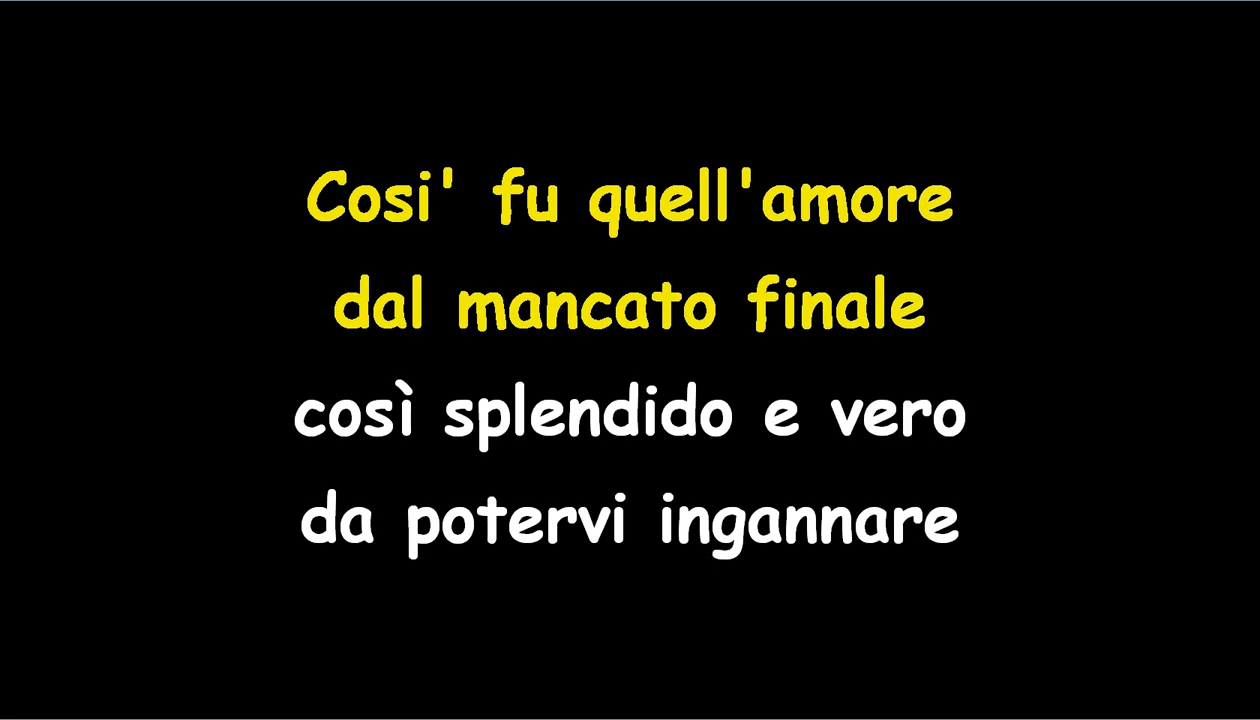 Cosi' fu quell'amore
dal mancato finale
così splendido e vero
da potervi ingannare